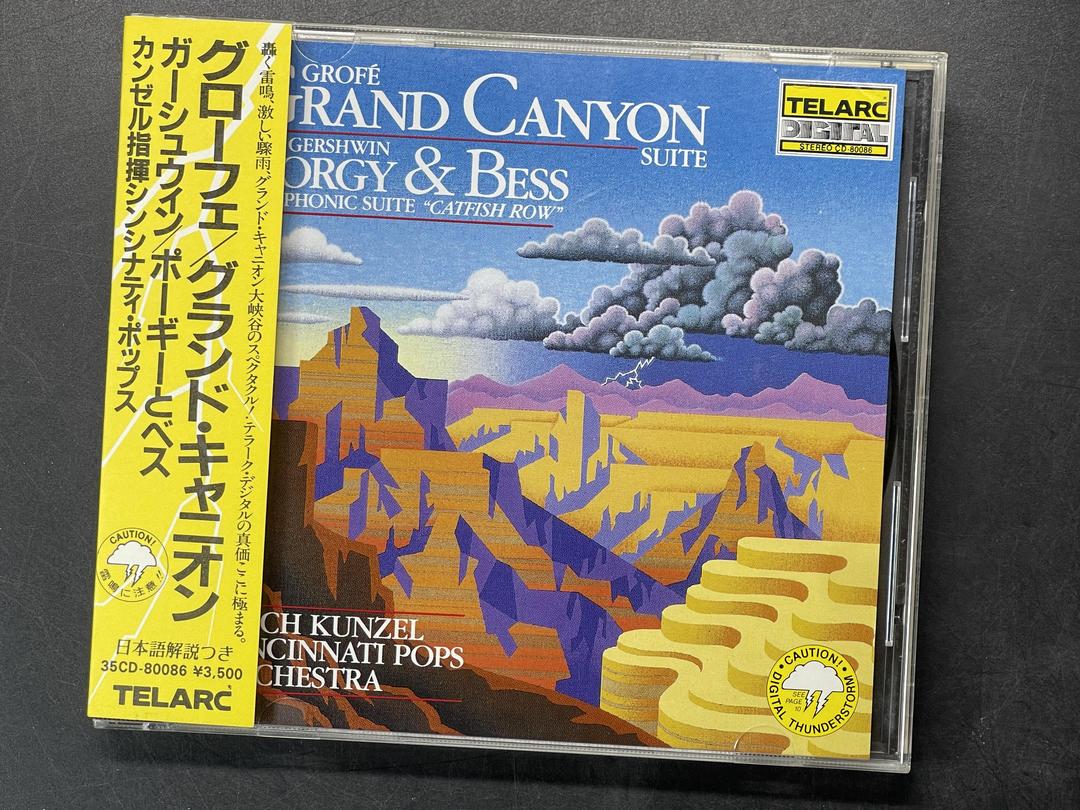 轟く雷鳴、激しい驟雨、グランド・キャニオン大峡谷のスペクタクル!テラーク・デジタルの真価ここに極まる。
グローフェ/グランド・キャニオン
ガーシュウィン/ポーギーとベス
カンゼル指揮シンシナティ・ポップス
CAUTION!
雷鳴に注意!!
日本語解説つき
35CD-80086 ¥3,500
TELARC
GROFÉ
GRAND CANYON
SUITE
GERSHWIN
ORGY & BESS
PHONIC SUITE “CATFISH ROW”
TELARC
DIGITAL
STEREO CD-80086
CH KUNZEL
NCINNATI POPS
CHESTRA
CAUTION!
DIGITAL THUNDERSTORM
SEE
PAGE
10